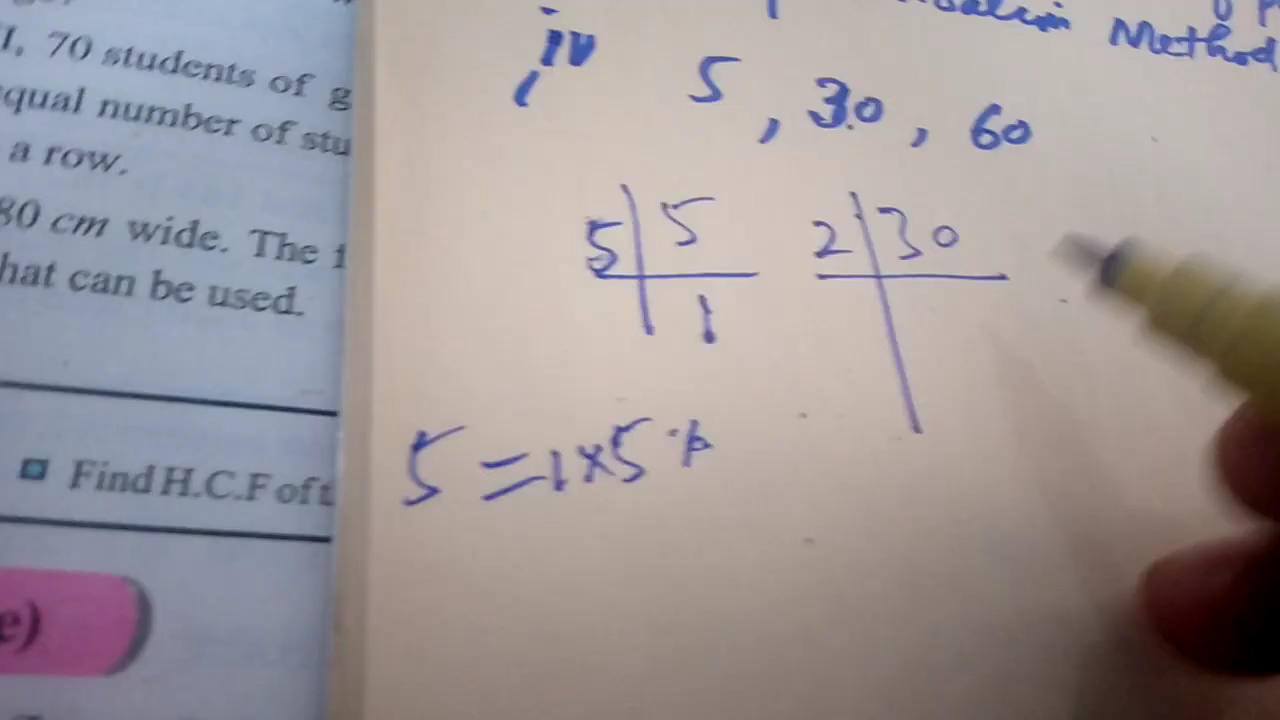 70 students of
qual number of stu
a row.
80 cm wide. The
hat can be used.
Find H.C.F of t
e)
Method
iv 5, 30, 60
5 | 5 2 | 30
1
5 = 1 × 5